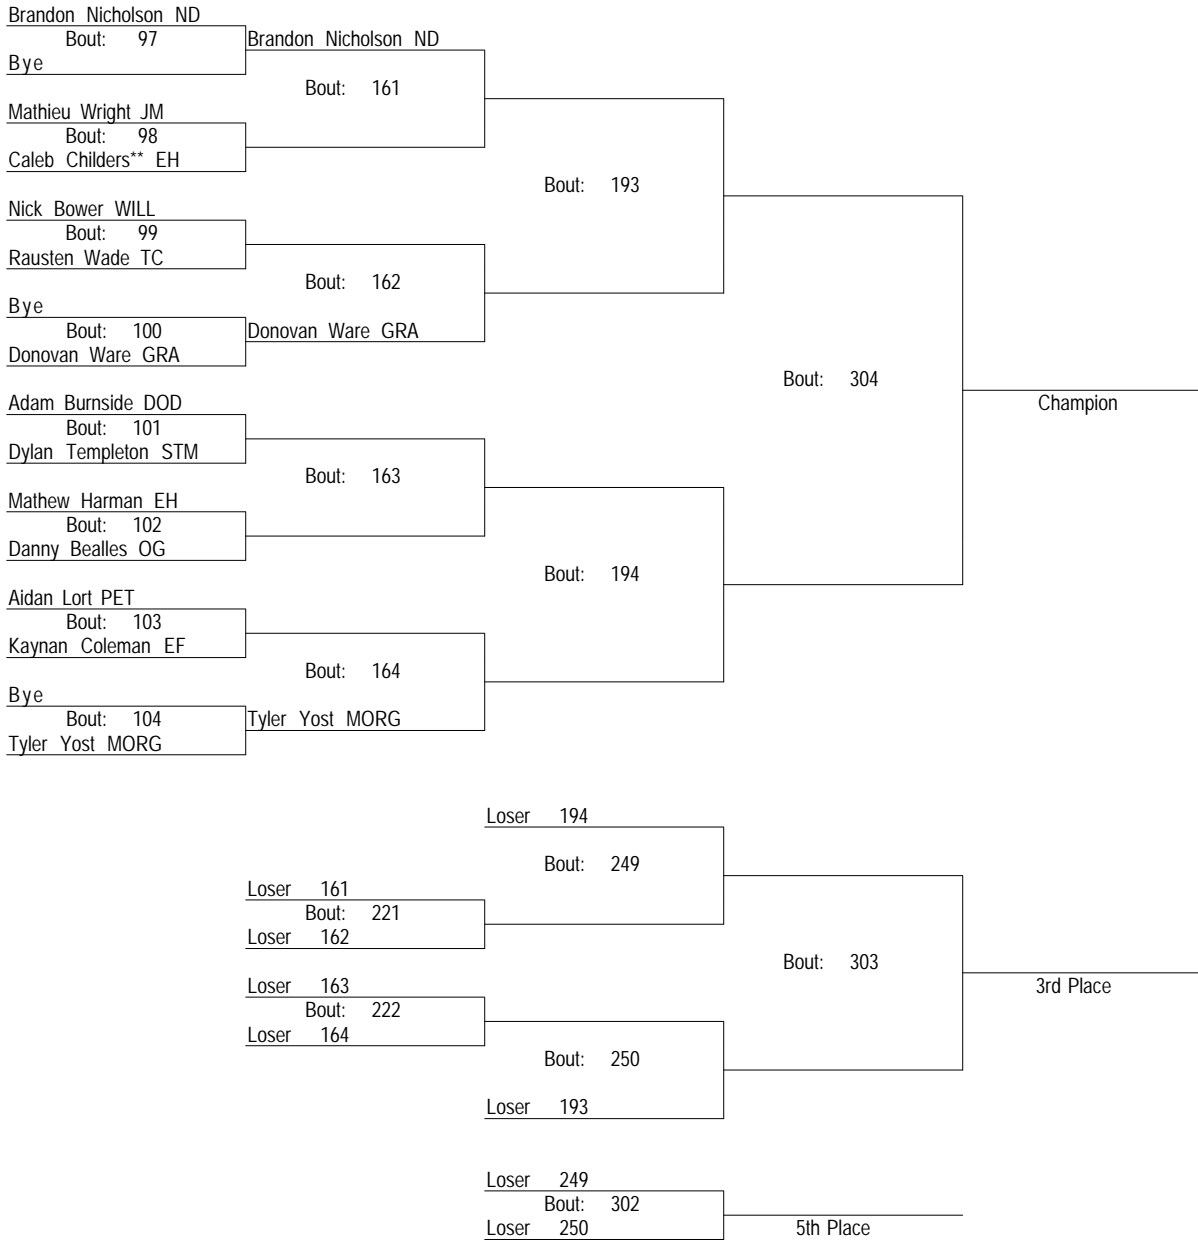 Brandon Nicholson ND
Bout: 97
Brandon Nicholson ND
Bye
Bout: 161
Mathieu Wright JM
Bout: 98
Caleb Childers** EH
Bout: 193
Nick Bower WILL
Bout: 99
Rausten Wade TC
Bout: 162
Bye
Bout: 100
Donovan Ware GRA
Donovan Ware GRA
Bout: 304
Champion
Adam Burnside DOD
Bout: 101
Dylan Templeton STM
Bout: 163
Mathew Harman EH
Bout: 102
Danny Bealles OG
Bout: 194
Aidan Lort PET
Bout: 103
Kaynan Coleman EF
Bout: 164
Bye
Bout: 104
Tyler Yost MORG
Tyler Yost MORG
Loser 194
Bout: 249
Loser 161
Bout: 221
Loser 162
Bout: 303
3rd Place
Loser 163
Bout: 222
Loser 164
Bout: 250
Loser 193
Loser 249
Bout: 302
Loser 250
5th Place